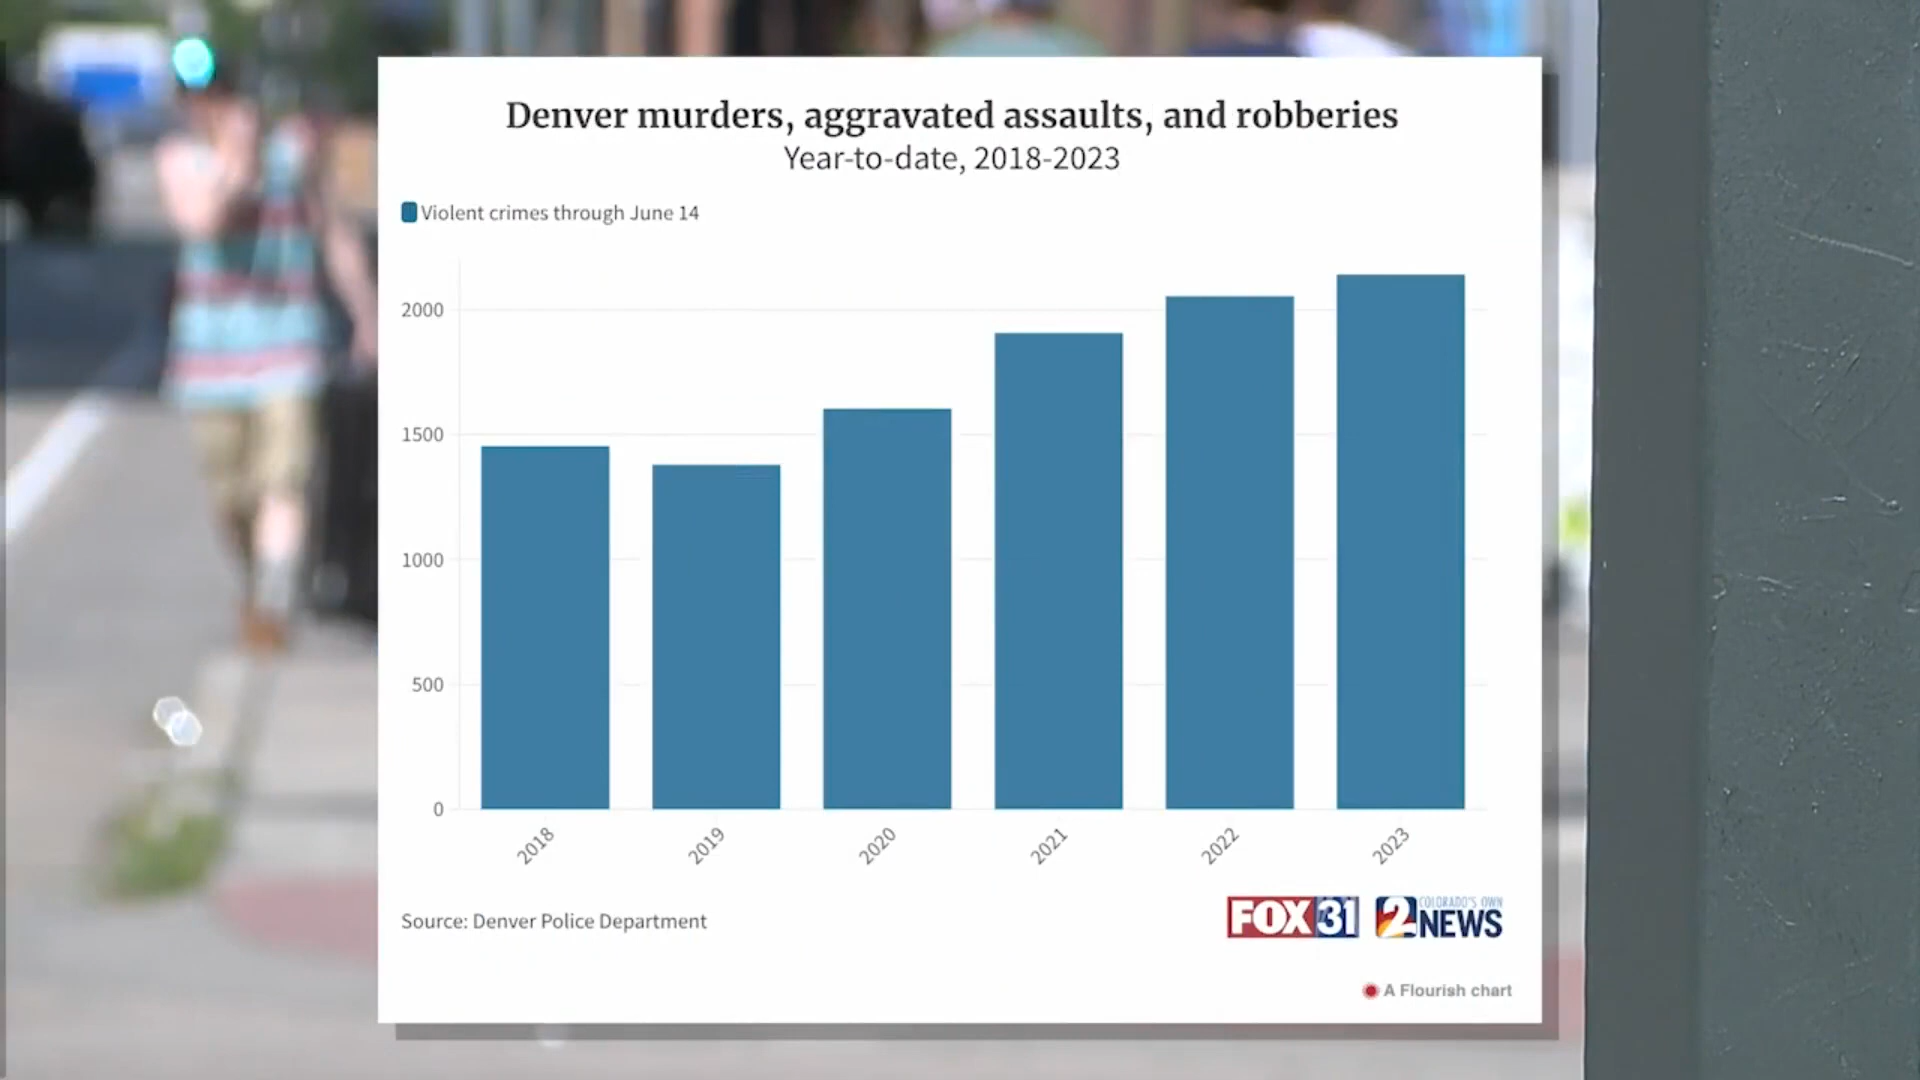 Denver murders, aggravated assaults, and robberies
Year-to-date, 2018-2023
Violent crimes through June 14
2000
1500
1000
500
0
2018
2019
2020
2021
2022
2023
Source: Denver Police Department
FOX 31
2 COLORADO'S OWN
NEWS
A Flourish chart